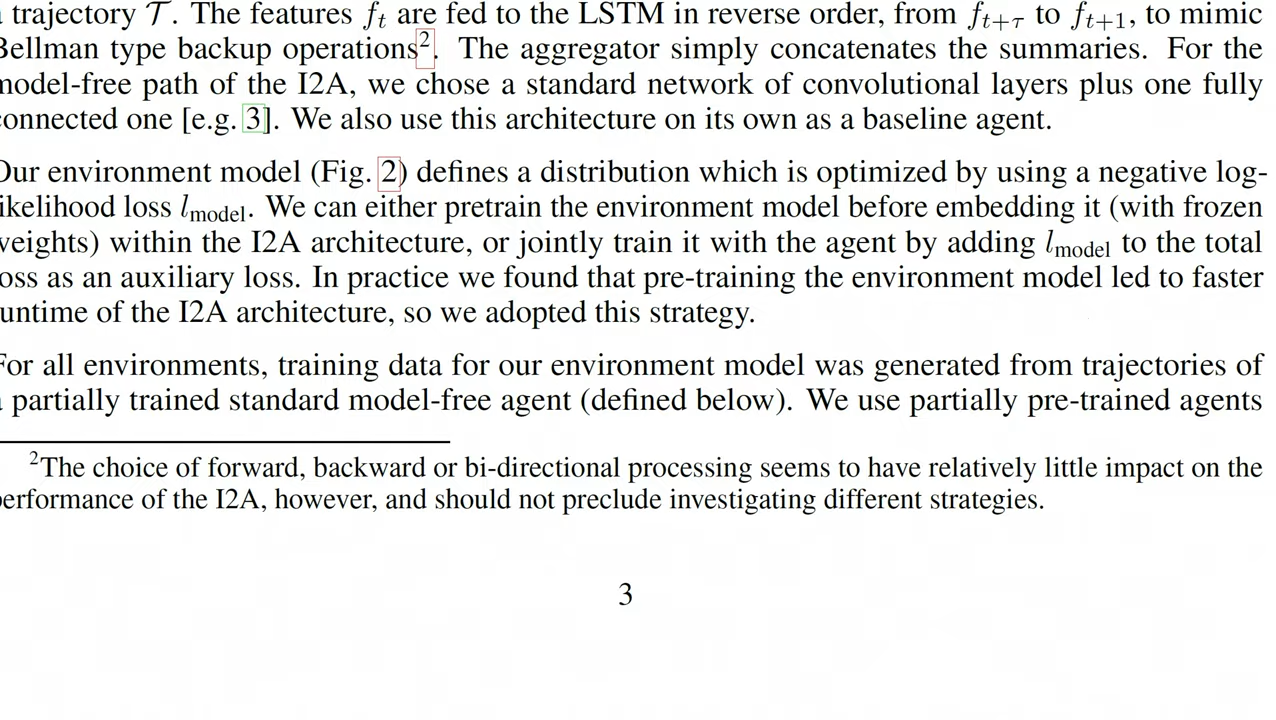 trajectory 𝒯. The features fₜ are fed to the LSTM in reverse order, from fₜ₊τ to fₜ₊₁, to mimic
Bellman type backup operations². The aggregator simply concatenates the summaries. For the
model-free path of the I2A, we chose a standard network of convolutional layers plus one fully
connected one [e.g. 3]. We also use this architecture on its own as a baseline agent.
Our environment model (Fig. 2) defines a distribution which is optimized by using a negative log-
likelihood loss l_model. We can either pretrain the environment model before embedding it (with frozen
weights) within the I2A architecture, or jointly train it with the agent by adding l_model to the total
loss as an auxiliary loss. In practice we found that pre-training the environment model led to faster
runtime of the I2A architecture, so we adopted this strategy.
For all environments, training data for our environment model was generated from trajectories of
a partially trained standard model-free agent (defined below). We use partially pre-trained agents
²The choice of forward, backward or bi-directional processing seems to have relatively little impact on the
performance of the I2A, however, and should not preclude investigating different strategies.
3